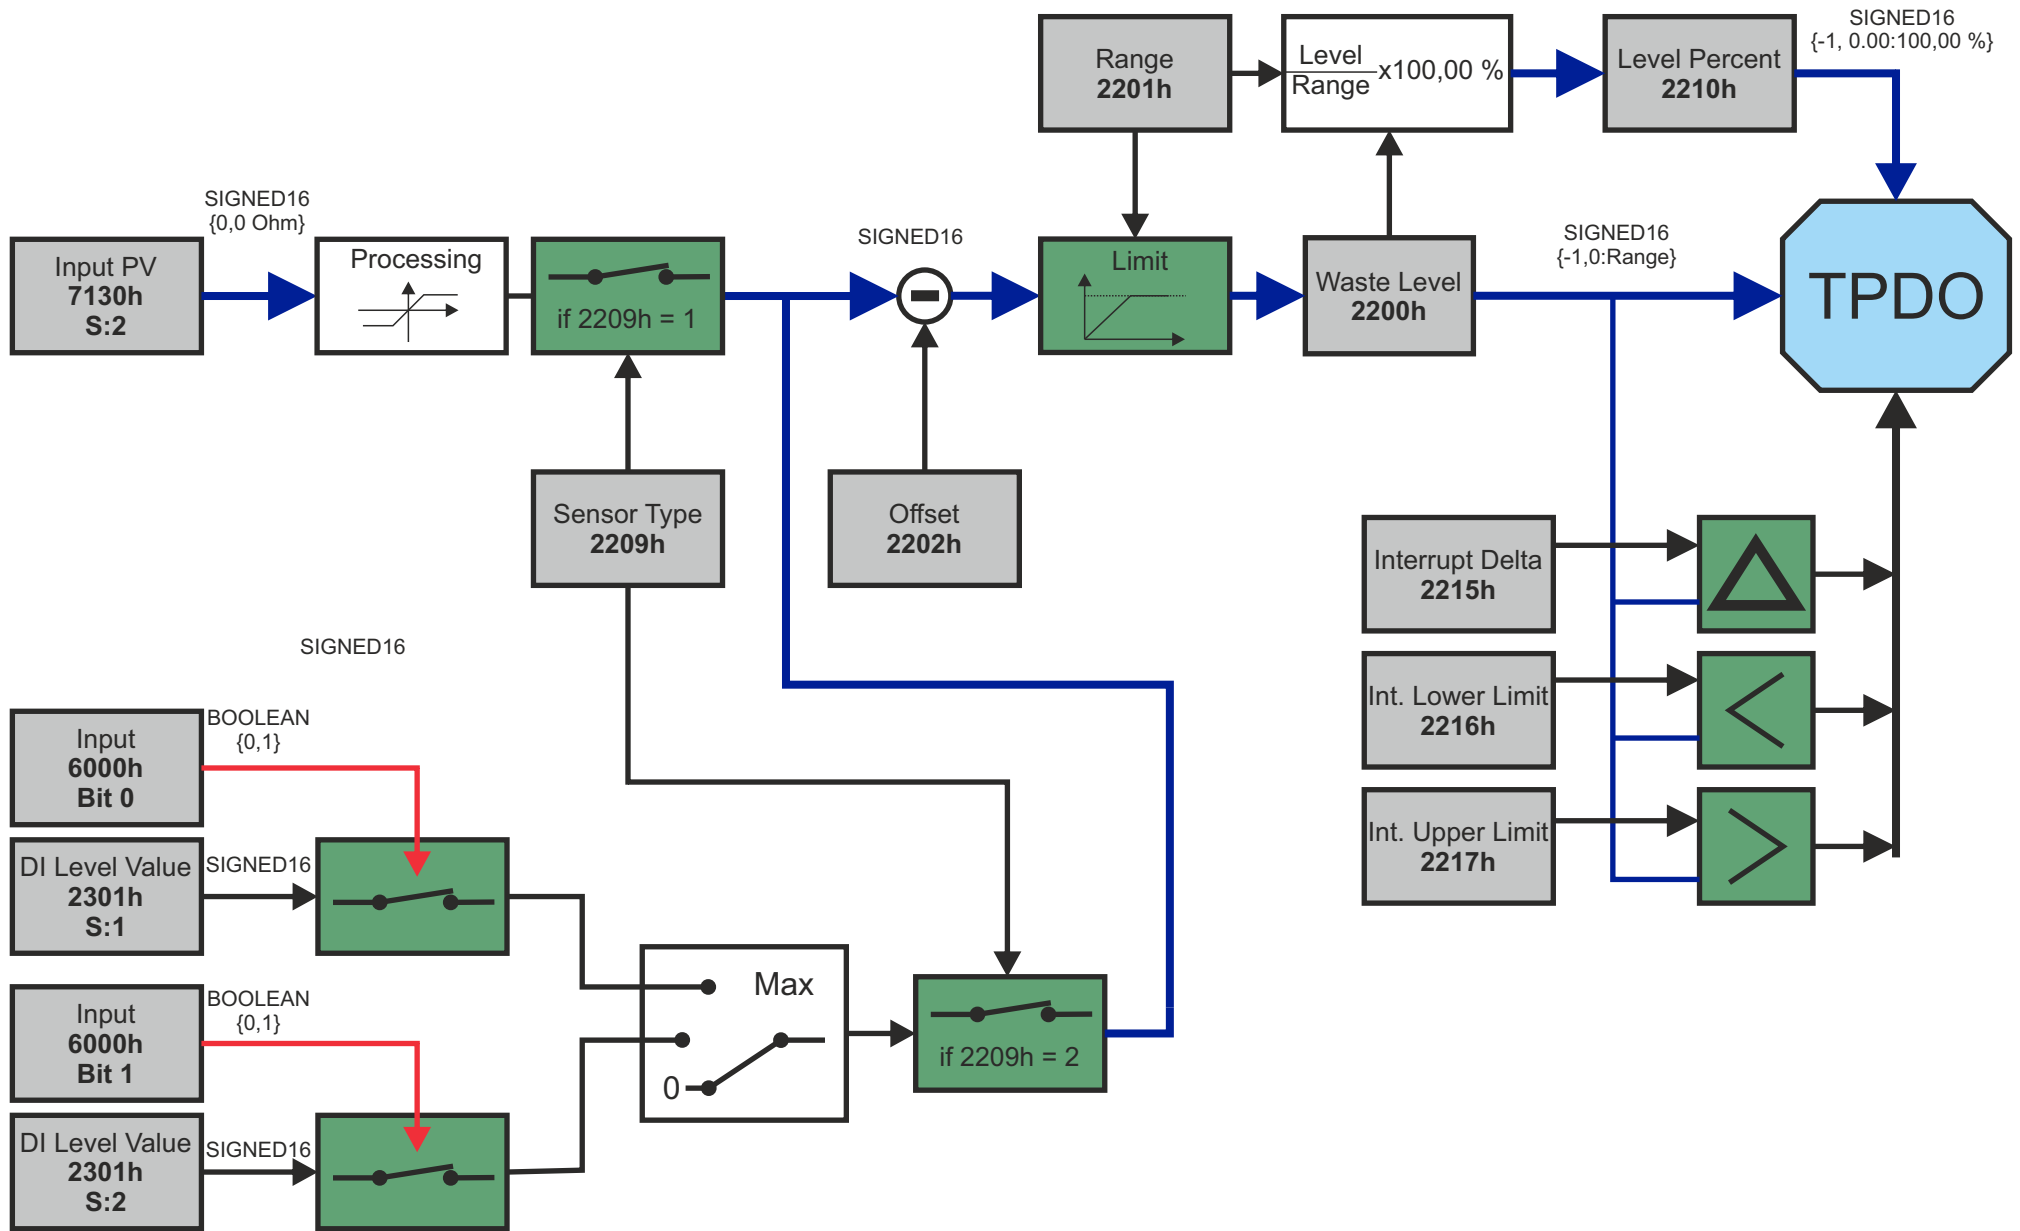 Range
2201h
Level
Range
x100,00 %
Level Percent
2210h
SIGNED16
{-1, 0.00:100,00 %}
Input PV
7130h
S:2
SIGNED16
{0,0 Ohm}
Processing
if 2209h = 1
SIGNED16
Limit
Waste Level
2200h
SIGNED16
{-1,0:Range}
TPDO
Sensor Type
2209h
Offset
2202h
Interrupt Delta
2215h
Int. Lower Limit
2216h
Int. Upper Limit
2217h
SIGNED16
Input
6000h
Bit 0
BOOLEAN
{0,1}
DI Level Value
2301h
S:1
SIGNED16
Input
6000h
Bit 1
BOOLEAN
{0,1}
DI Level Value
2301h
S:2
SIGNED16
Max
0
if 2209h = 2